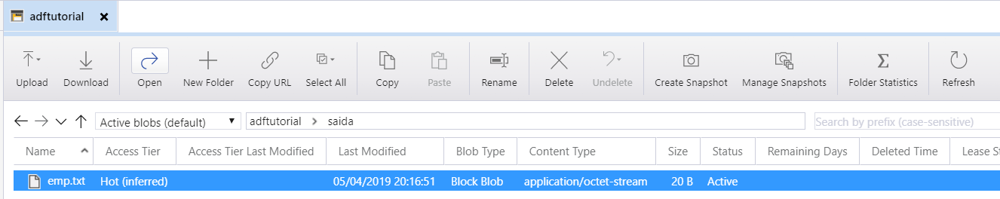 adftutorial
Upload Download Open New Folder Copy URL Select All Copy Paste Rename Delete Undelete Create Snapshot Manage Snapshots Folder Statistics Refresh
Active blobs (default) adftutorial > saida Search by prefix (case-sensitive)
Name Access Tier Access Tier Last Modified Last Modified Blob Type Content Type Size Status Remaining Days Deleted Time Lease St
emp.txt Hot (inferred) 05/04/2019 20:16:51 Block Blob application/octet-stream 20 B Active